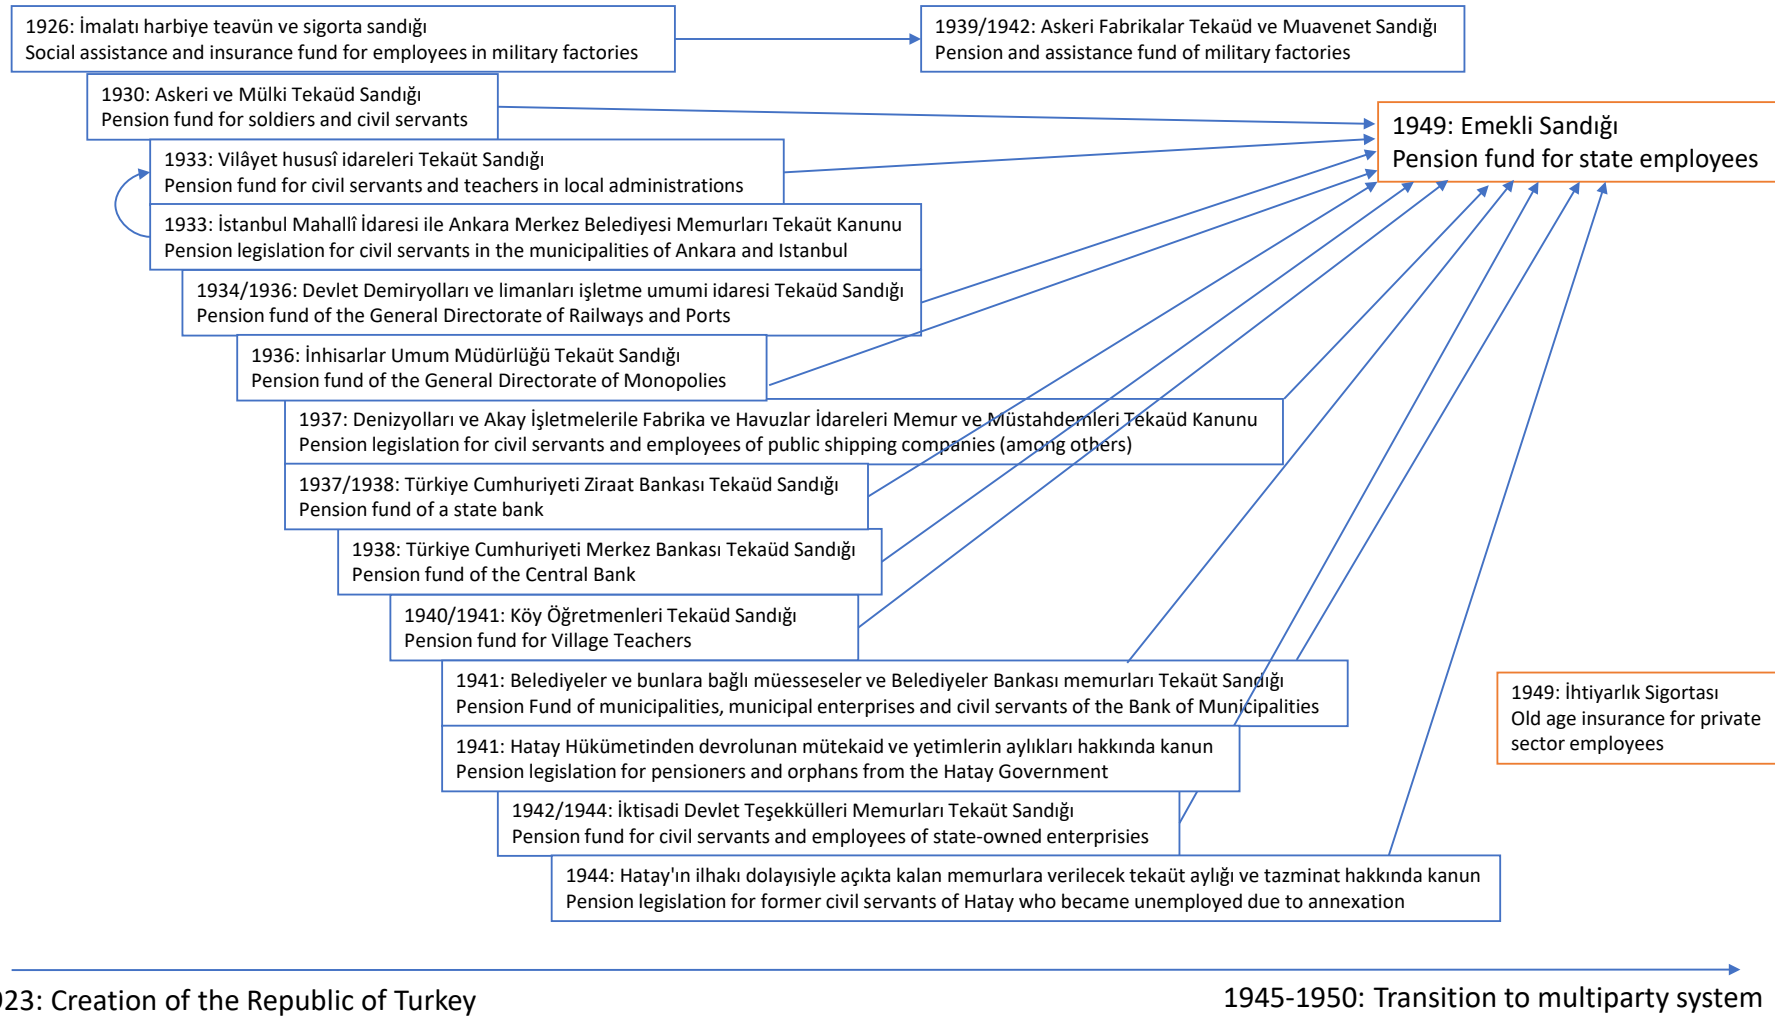 1926: İmalatı harbiye teavün ve sigorta sandığı
Social assistance and insurance fund for employees in military factories
1939/1942: Askeri Fabrikalar Tekaüd ve Muavenet Sandığı
Pension and assistance fund of military factories
1930: Askeri ve Mülki Tekaüd Sandığı
Pension fund for soldiers and civil servants
1949: Emekli Sandığı
Pension fund for state employees
1933: Vilâyet hususî idareleri Tekaüt Sandığı
Pension fund for civil servants and teachers in local administrations
1933: İstanbul Mahallî İdaresi ile Ankara Merkez Belediyesi Memurları Tekaüt Kanunu
Pension legislation for civil servants in the municipalities of Ankara and Istanbul
1934/1936: Devlet Demiryolları ve limanları işletme umumi idaresi Tekaüd Sandığı
Pension fund of the General Directorate of Railways and Ports
1936: İnhisarlar Umum Müdürlüğü Tekaüt Sandığı
Pension fund of the General Directorate of Monopolies
1937: Denizyolları ve Akay İşletmelerile Fabrika ve Havuzlar İdareleri Memur ve Müstahdemleri Tekaüd Kanunu
Pension legislation for civil servants and employees of public shipping companies (among others)
1937/1938: Türkiye Cumhuriyeti Ziraat Bankası Tekaüd Sandığı
Pension fund of a state bank
1938: Türkiye Cumhuriyeti Merkez Bankası Tekaüd Sandığı
Pension fund of the Central Bank
1940/1941: Köy Öğretmenleri Tekaüd Sandığı
Pension fund for Village Teachers
1941: Belediyeler ve bunlara bağlı müesseseler ve Belediyeler Bankası memurları Tekaüt Sandığı
Pension Fund of municipalities, municipal enterprises and civil servants of the Bank of Municipalities
1949: İhtiyarlık Sigortası
Old age insurance for private
sector employees
1941: Hatay Hükümetinden devrolunan mütekaid ve yetimlerin aylıkları hakkında kanun
Pension legislation for pensioners and orphans from the Hatay Government
1942/1944: İktisadi Devlet Teşekkülleri Memurları Tekaüt Sandığı
Pension fund for civil servants and employees of state-owned enterprisies
1944: Hatay'ın ilhakı dolayısiyle açıkta kalan memurlara verilecek tekaüt aylığı ve tazminat hakkında kanun
Pension legislation for former civil servants of Hatay who became unemployed due to annexation
923: Creation of the Republic of Turkey
1945-1950: Transition to multiparty system